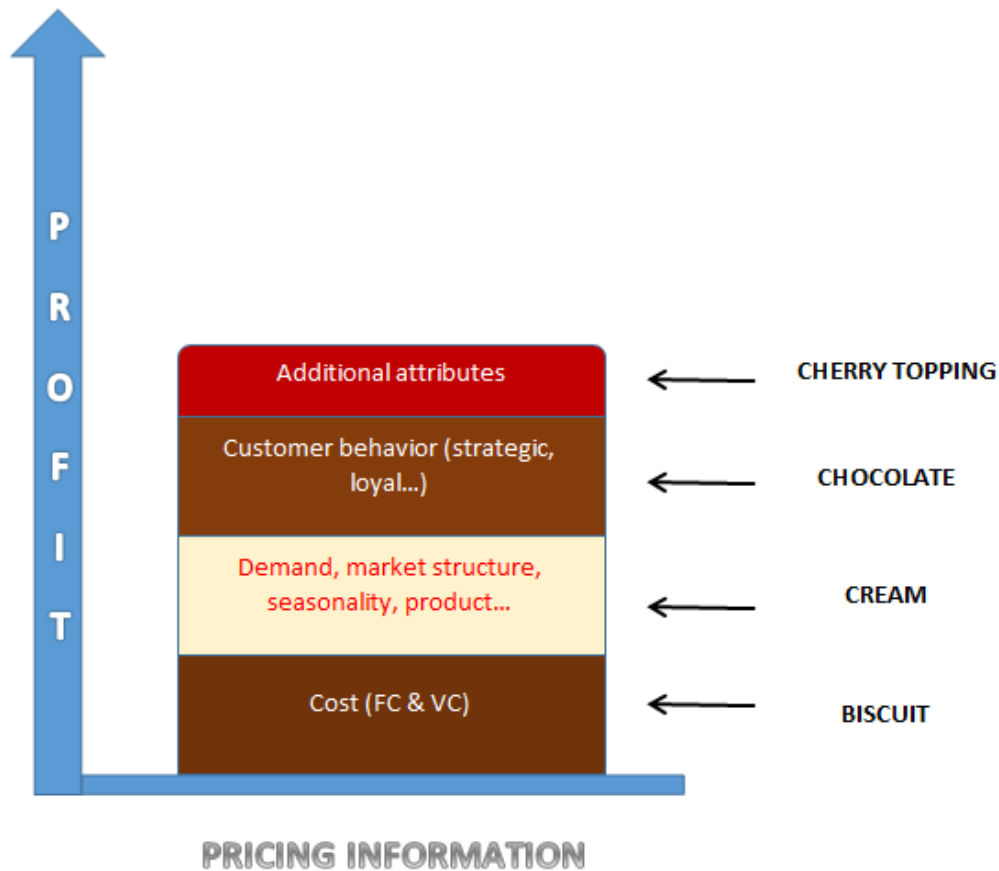 PROFIT
Additional attributes
CHERRY TOPPING
Customer behavior (strategic,
loyal...)
CHOCOLATE
Demand, market structure,
seasonality, product...
CREAM
Cost (FC & VC)
BISCUIT
PRICING INFORMATION